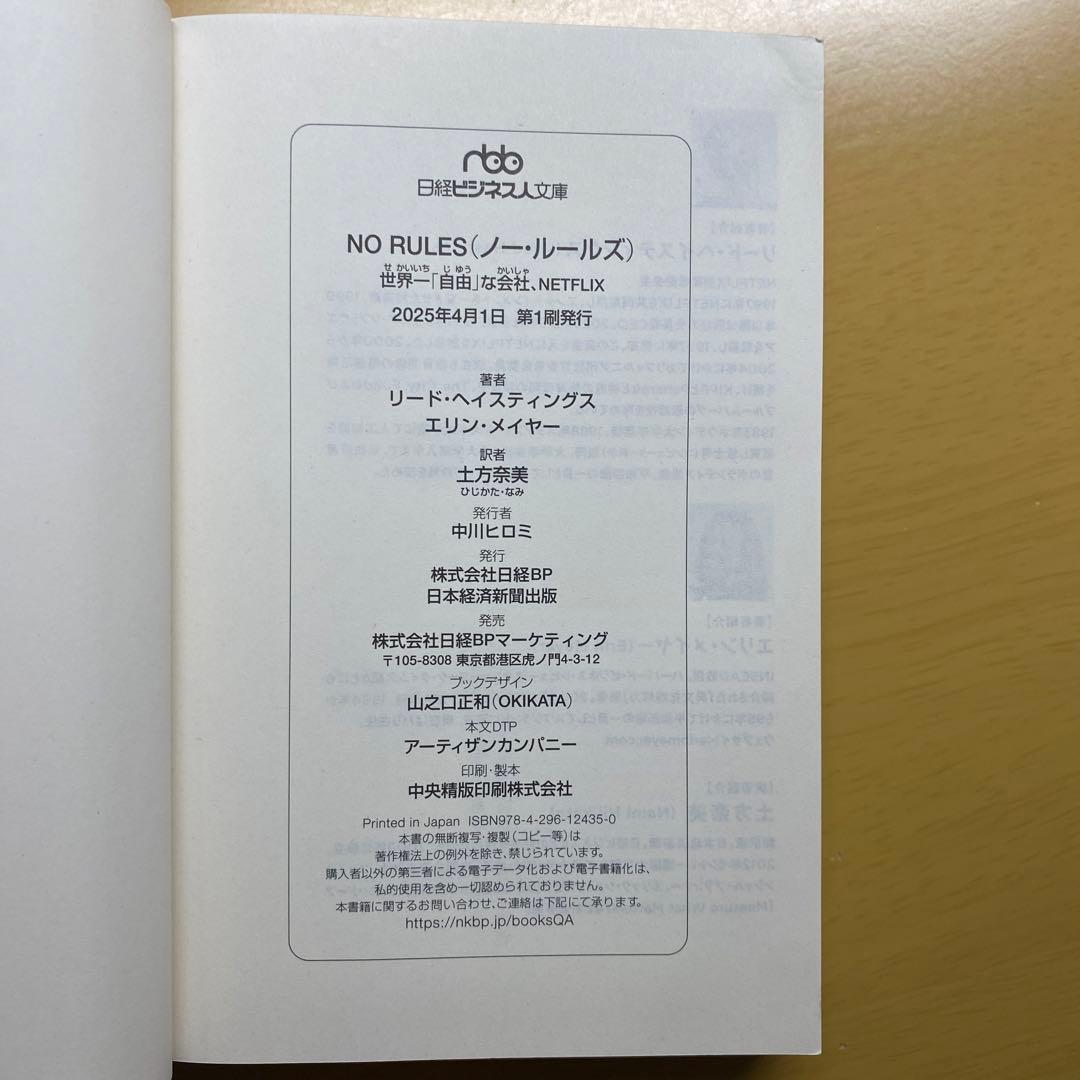 nbb
日経ビジネス人文庫
NO RULES(ノー・ルールズ)
せかいいち じゆう かいしゃ
世界一「自由」な会社、NETFLIX
2025年4月1日 第1刷発行
著者
リード・ヘイスティングス
エリン・メイヤー
訳者
土方奈美
ひじかた・なみ
発行者
中川ヒロミ
発行
株式会社日経BP
日本経済新聞出版
発売
株式会社日経BPマーケティング
〒105-8308 東京都港区虎ノ門4-3-12
ブックデザイン
山之口正和(OKIKATA)
本文DTP
アーティザンカンパニー
印刷・製本
中央精版印刷株式会社
Printed in Japan ISBN978-4-296-12435-0
本書の無断複写・複製(コピー等)は
著作権法上の例外を除き、禁じられています。
購入者以外の第三者による電子データ化および電子書籍化は、
私的使用を含め一切認められておりません。
本書籍に関するお問い合わせ、ご連絡は下記にて承ります。
https://nkbp.jp/booksQA